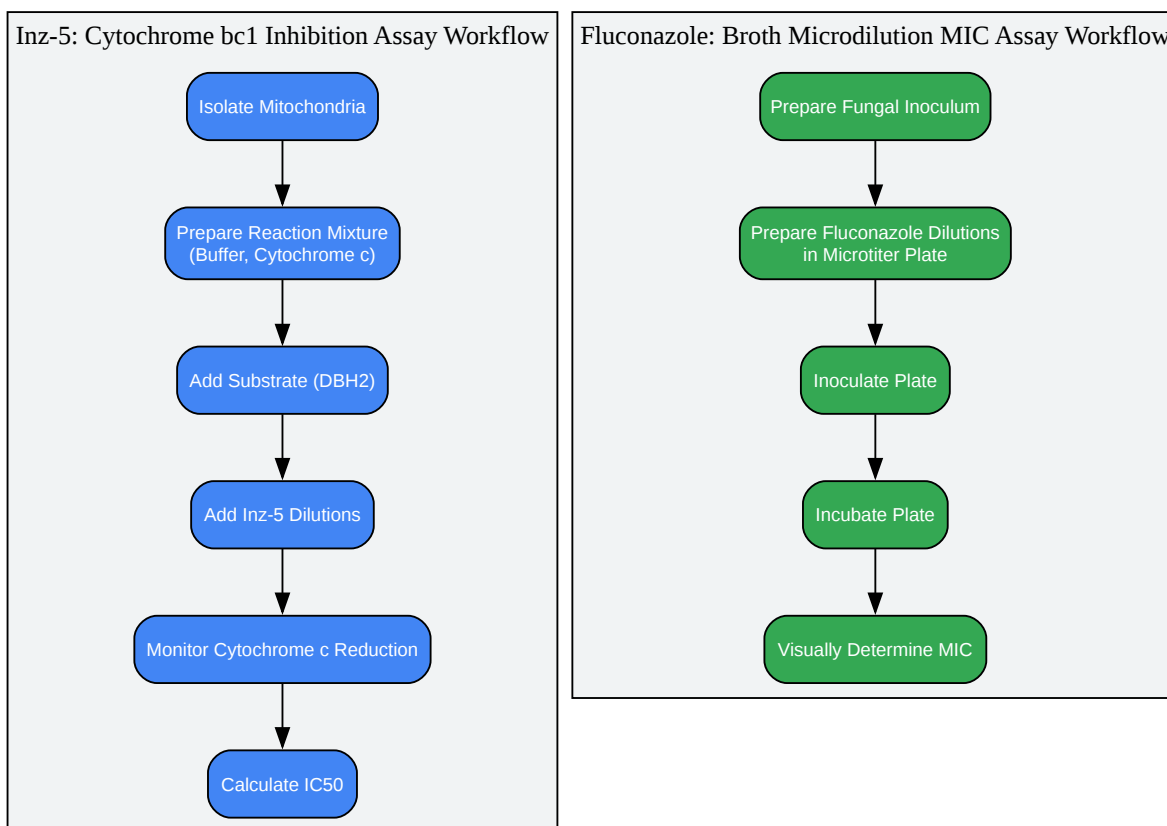 Inz-5: Cytochrome bc1 Inhibition Assay Workflow
Isolate Mitochondria
Prepare Reaction Mixture
(Buffer, Cytochrome c)
Add Substrate (DBH2)
Add Inz-5 Dilutions
Monitor Cytochrome c Reduction
Calculate IC50
Fluconazole: Broth Microdilution MIC Assay Workflow
Prepare Fungal Inoculum
Prepare Fluconazole Dilutions
in Microtiter Plate
Inoculate Plate
Incubate Plate
Visually Determine MIC